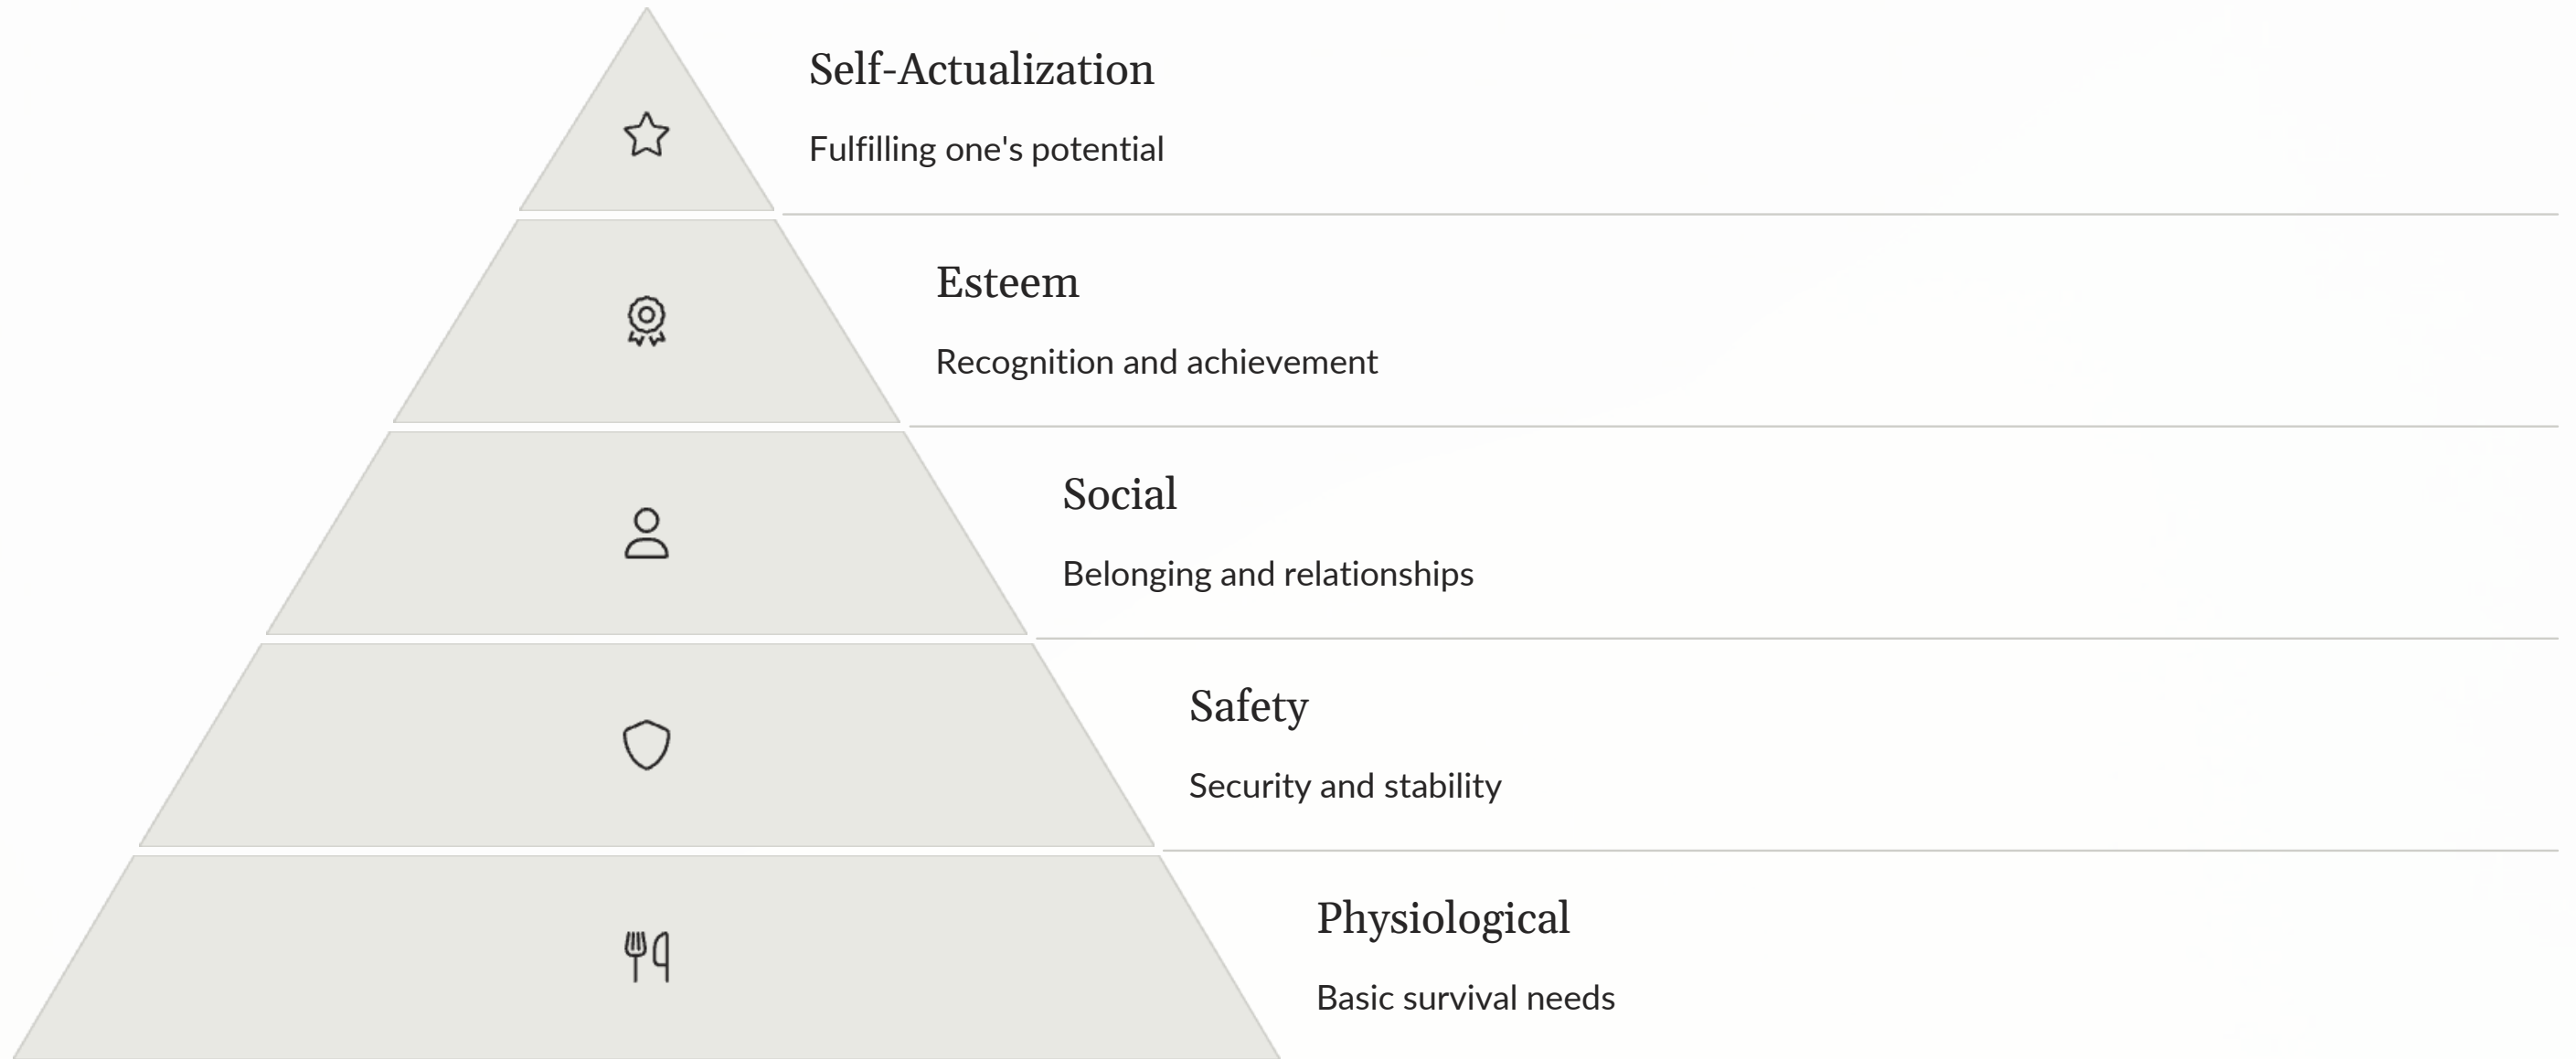 Self-Actualization
Fulfilling one's potential
Esteem
Recognition and achievement
Social
Belonging and relationships
Safety
Security and stability
Physiological
Basic survival needs